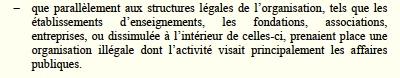 – que parallèlement aux structures légales de l'organisation, tels que les
établissements d'enseignements, les fondations, associations,
entreprises, ou dissimulée à l'intérieur de celles-ci, prenaient place une
organisation illégale dont l'activité visait principalement les affaires
publiques.